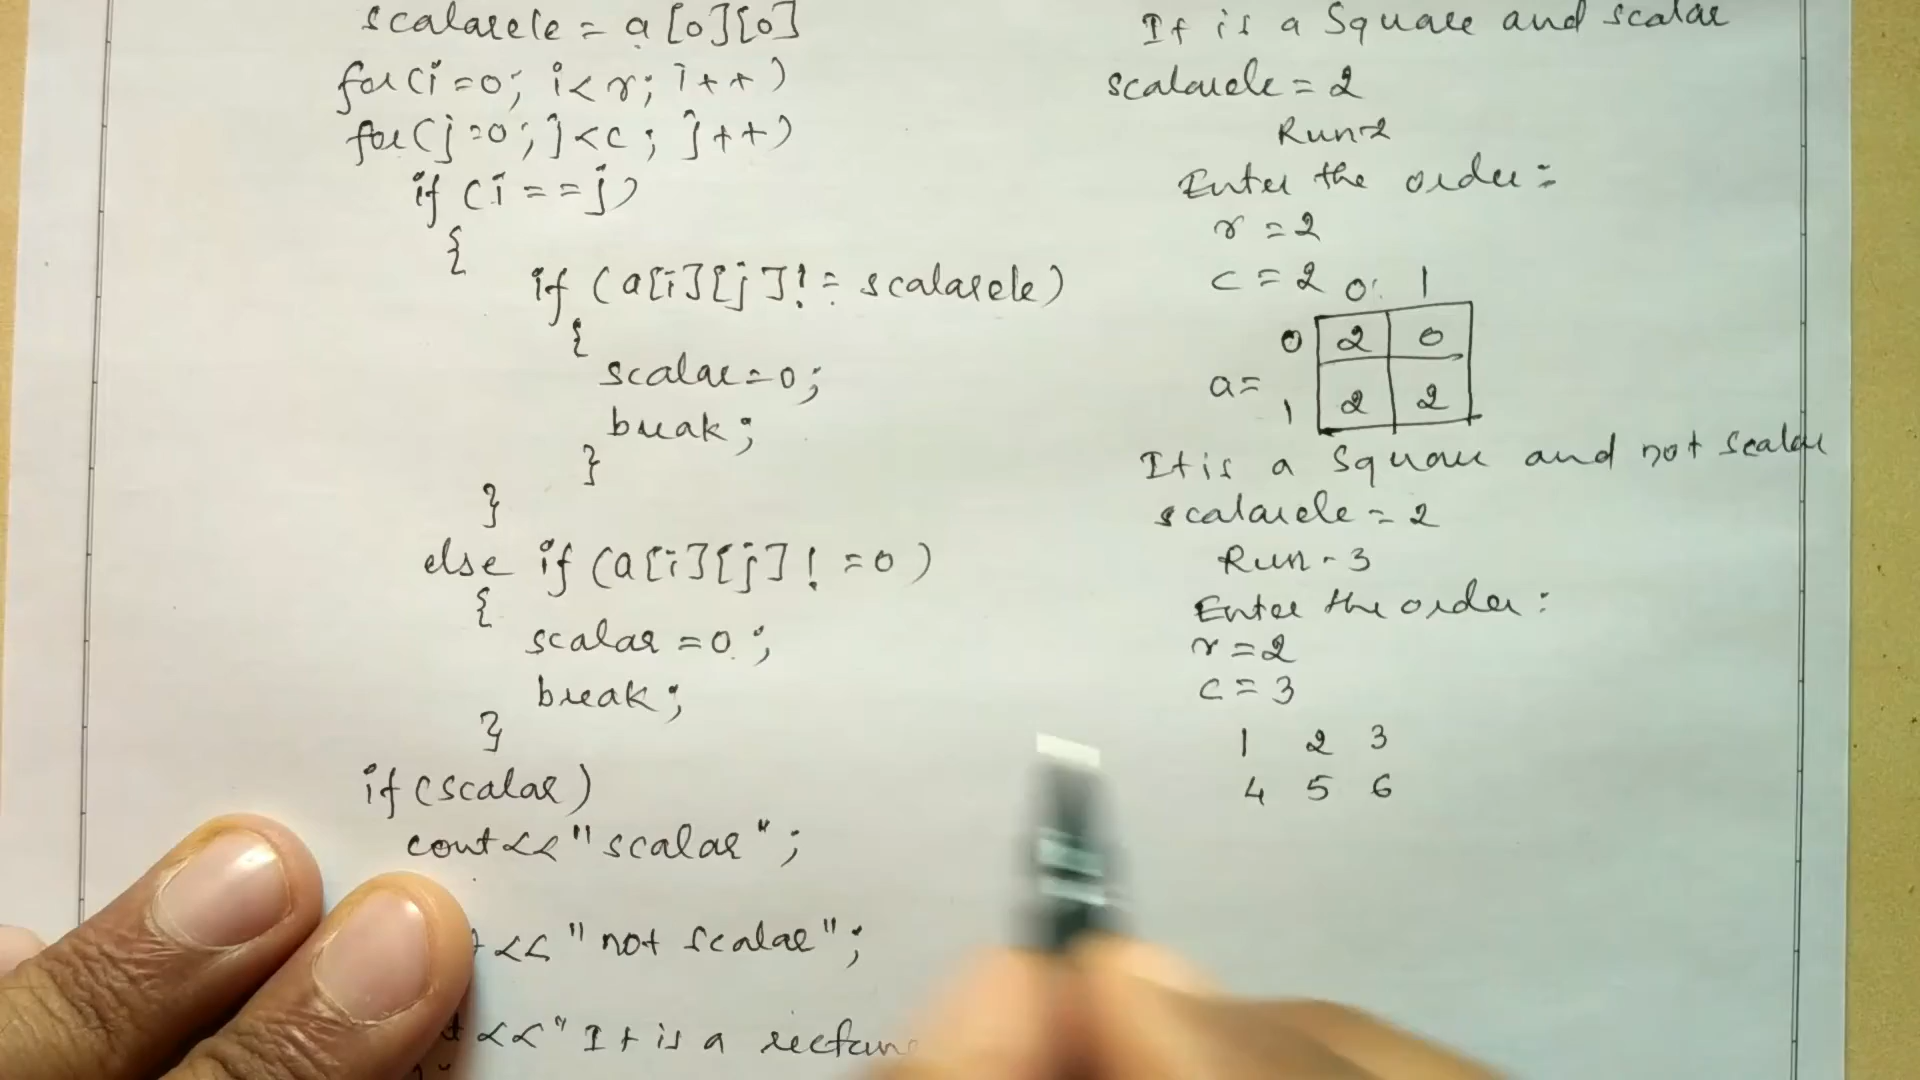 scalarele = a[0][0]
for(i=0; i<r; i++)
for(j=0; j<c; j++)
if (i==j)
{
if (a[i][j]!= scalarele)
{
scalar=0;
break;
}
}
else if (a[i][j]!=0)
{
scalar=0;
break;
}
if(scalar)
cout<<"scalar";
<<"not scalar";
<<"It is a
It is a Square and scalar
scalarele = 2
Run-2
Enter the order:
r=2
c=2
0 1
0 2 0
a=
1 2 2
It is a Square and not scalar
scalarele = 2
Run-3
Enter the order:
r=2
c=3
1 2 3
4 5 6